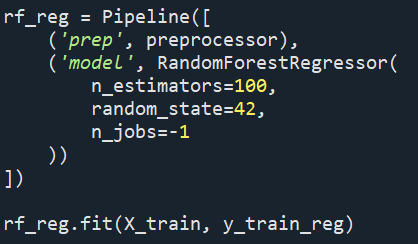 rf_reg = Pipeline([
    ('prep', preprocessor),
    ('model', RandomForestRegressor(
        n_estimators=100,
        random_state=42,
        n_jobs=-1
    ))
])

rf_reg.fit(X_train, y_train_reg)